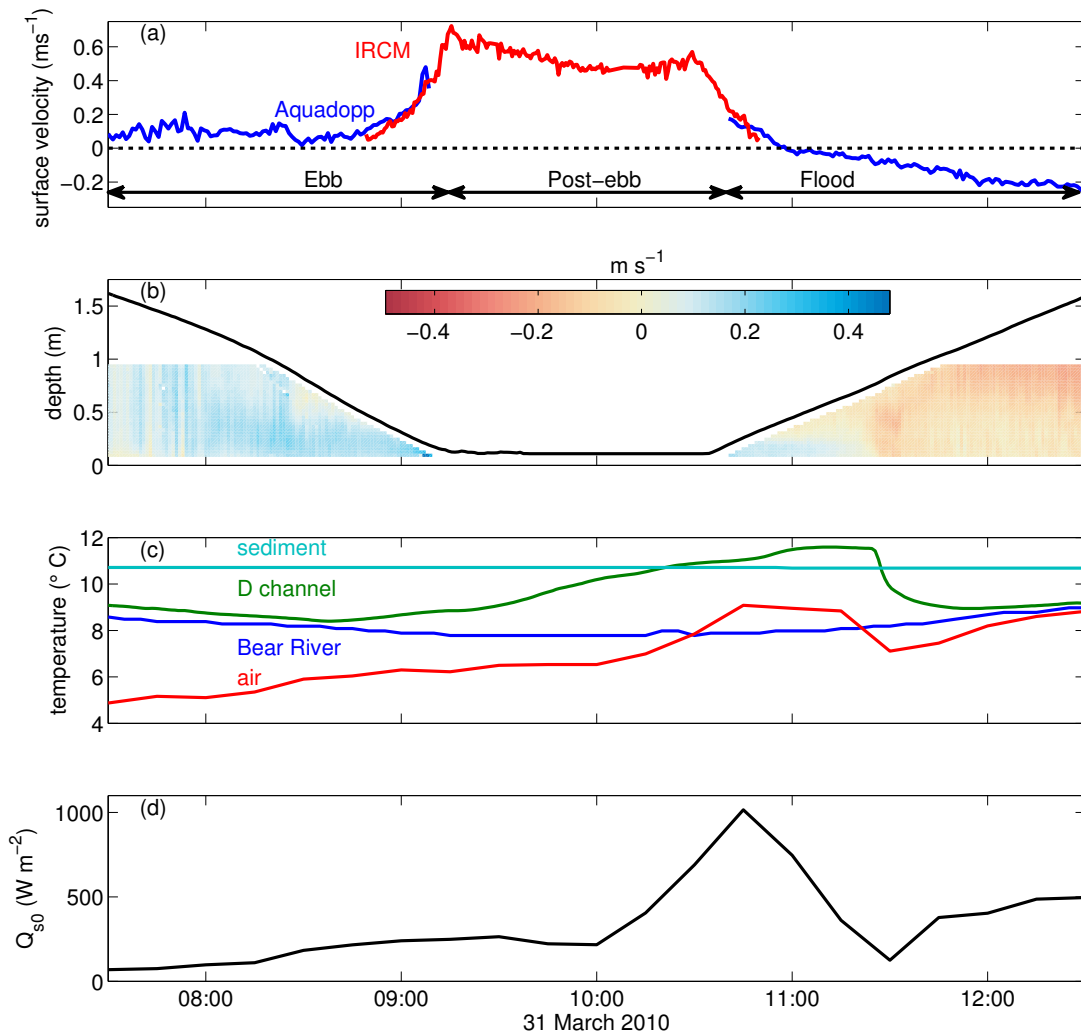 (a)
0.6
0.4
0.2
0
−0.2
surface velocity (ms−1)
IRCM
Aquadopp
Ebb
Post−ebb
Flood
m s−1
(b)
−0.4
−0.2
0
0.2
0.4
1.5
1
0.5
0
depth (m)
(c)
12
10
8
6
4
temperature (° C)
sediment
D channel
Bear River
air
(d)
1000
500
0
Qs0 (W m−2)
08:00
09:00
10:00
11:00
12:00
31 March 2010